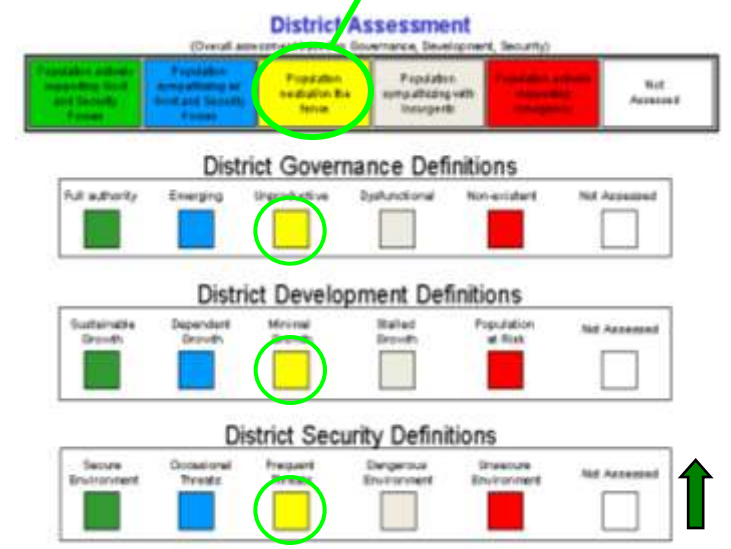 District Assessment
(Overall Governance, Development, Security)
Population actively
supporting Govt
and Security
Forces
Population
sympathizing w/
Govt and Security
Forces
Population
neutral/on the
fence
Population
sympathizing with
Insurgents
Population actively
supporting
Not
Assessed
District Governance Definitions
Full authority
Emerging
Unproductive
Dysfunctional
Non-existent
Not Assessed
District Development Definitions
Sustainable
Growth
Dependent
Growth
Minimal
Growth
Stalled
Growth
Population
at Risk
Not Assessed
District Security Definitions
Secure
Environment
Occasional
Threats
Frequent
Threats
Dangerous
Environment
Unsecure
Environment
Not Assessed